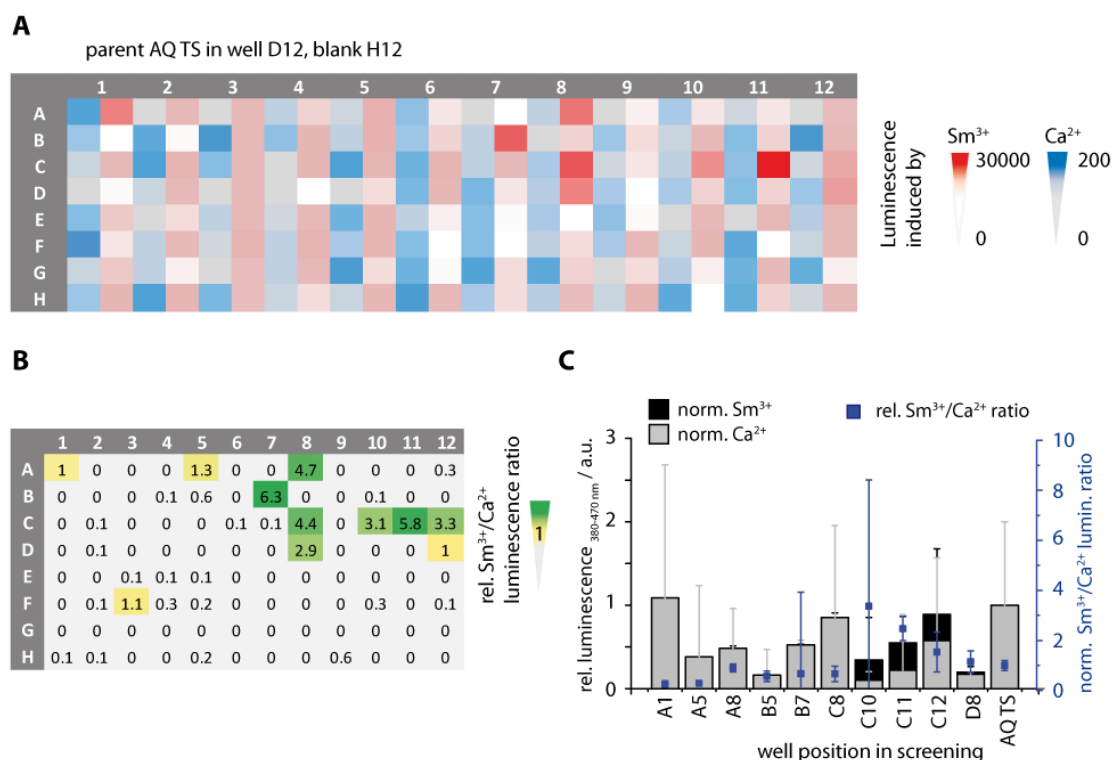 A
parent AQ TS in well D12, blank H12
1 2 3 4 5 6 7 8 9 10 11 12
A
B
C
D
E
F
G
H
Luminescence
induced by
Sm³⁺ Ca²⁺
30000 200
0 0
B
1 2 3 4 5 6 7 8 9 10 11 12
A 1 0 0 0 1.3 0 0 4.7 0 0 0 0.3
B 0 0 0 0.1 0.6 0 6.3 0 0 0.1 0 0
C 0 0.1 0 0 0 0.1 0.1 4.4 0 3.1 5.8 3.3
D 0 0.1 0 0 0 0 0 2.9 0 0 0 1
E 0 0 0.1 0.1 0.1 0 0 0 0 0 0 0
F 0 0.1 1.1 0.3 0.2 0 0 0 0 0.3 0 0.1
G 0 0 0 0 0 0 0 0 0 0 0 0
H 0.1 0.1 0 0 0.2 0 0 0 0.6 0 0 0
rel. Sm³⁺/Ca²⁺
luminescence ratio
1
C
norm. Sm³⁺
norm. Ca²⁺
rel. Sm³⁺/Ca²⁺ ratio
rel. luminescence 380-470 nm / a.u.
3
2
1
0
10
8
6
4
2
0
norm. Sm³⁺/Ca²⁺ lumin. ratio
A1 A5 A8 B5 B7 C8 C10 C11 C12 D8 AQ TS
well position in screening